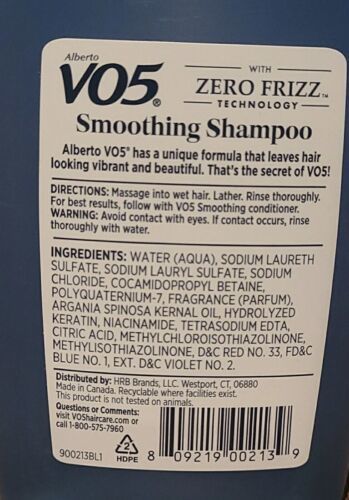 Alberto
VO5®
WITH
ZERO FRIZZ™
TECHNOLOGY
Smoothing Shampoo
Alberto VO5® has a unique formula that leaves hair
looking vibrant and beautiful. That's the secret of VO5!
DIRECTIONS: Massage into wet hair. Lather. Rinse thoroughly.
For best results, follow with VO5 Smoothing conditioner.
WARNING: Avoid contact with eyes. If contact occurs, rinse
thoroughly with water.
INGREDIENTS: WATER (AQUA), SODIUM LAURETH
SULFATE, SODIUM LAURYL SULFATE, SODIUM
CHLORIDE, COCAMIDOPROPYL BETAINE,
POLYQUATERNIUM-7, FRAGRANCE (PARFUM),
ARGANIA SPINOSA KERNAL OIL, HYDROLYZED
KERATIN, NIACINAMIDE, TETRASODIUM EDTA,
CITRIC ACID, METHYLCHLOROISOTHIAZOLINONE,
METHYLISOTHIAZOLINONE, D&C RED NO. 33, FD&C
BLUE NO. 1, EXT. D&C VIOLET NO. 2.
Distributed by: HRB Brands, LLC. Westport, CT, 06880
Made in Canada. Recyclable where facilities exist.
This product is not tested on animals.
Questions or Comments:
visit VO5haircare.com or
call 1-800-575-7960
2
HDPE
900213BL1
8 09219 00213 9